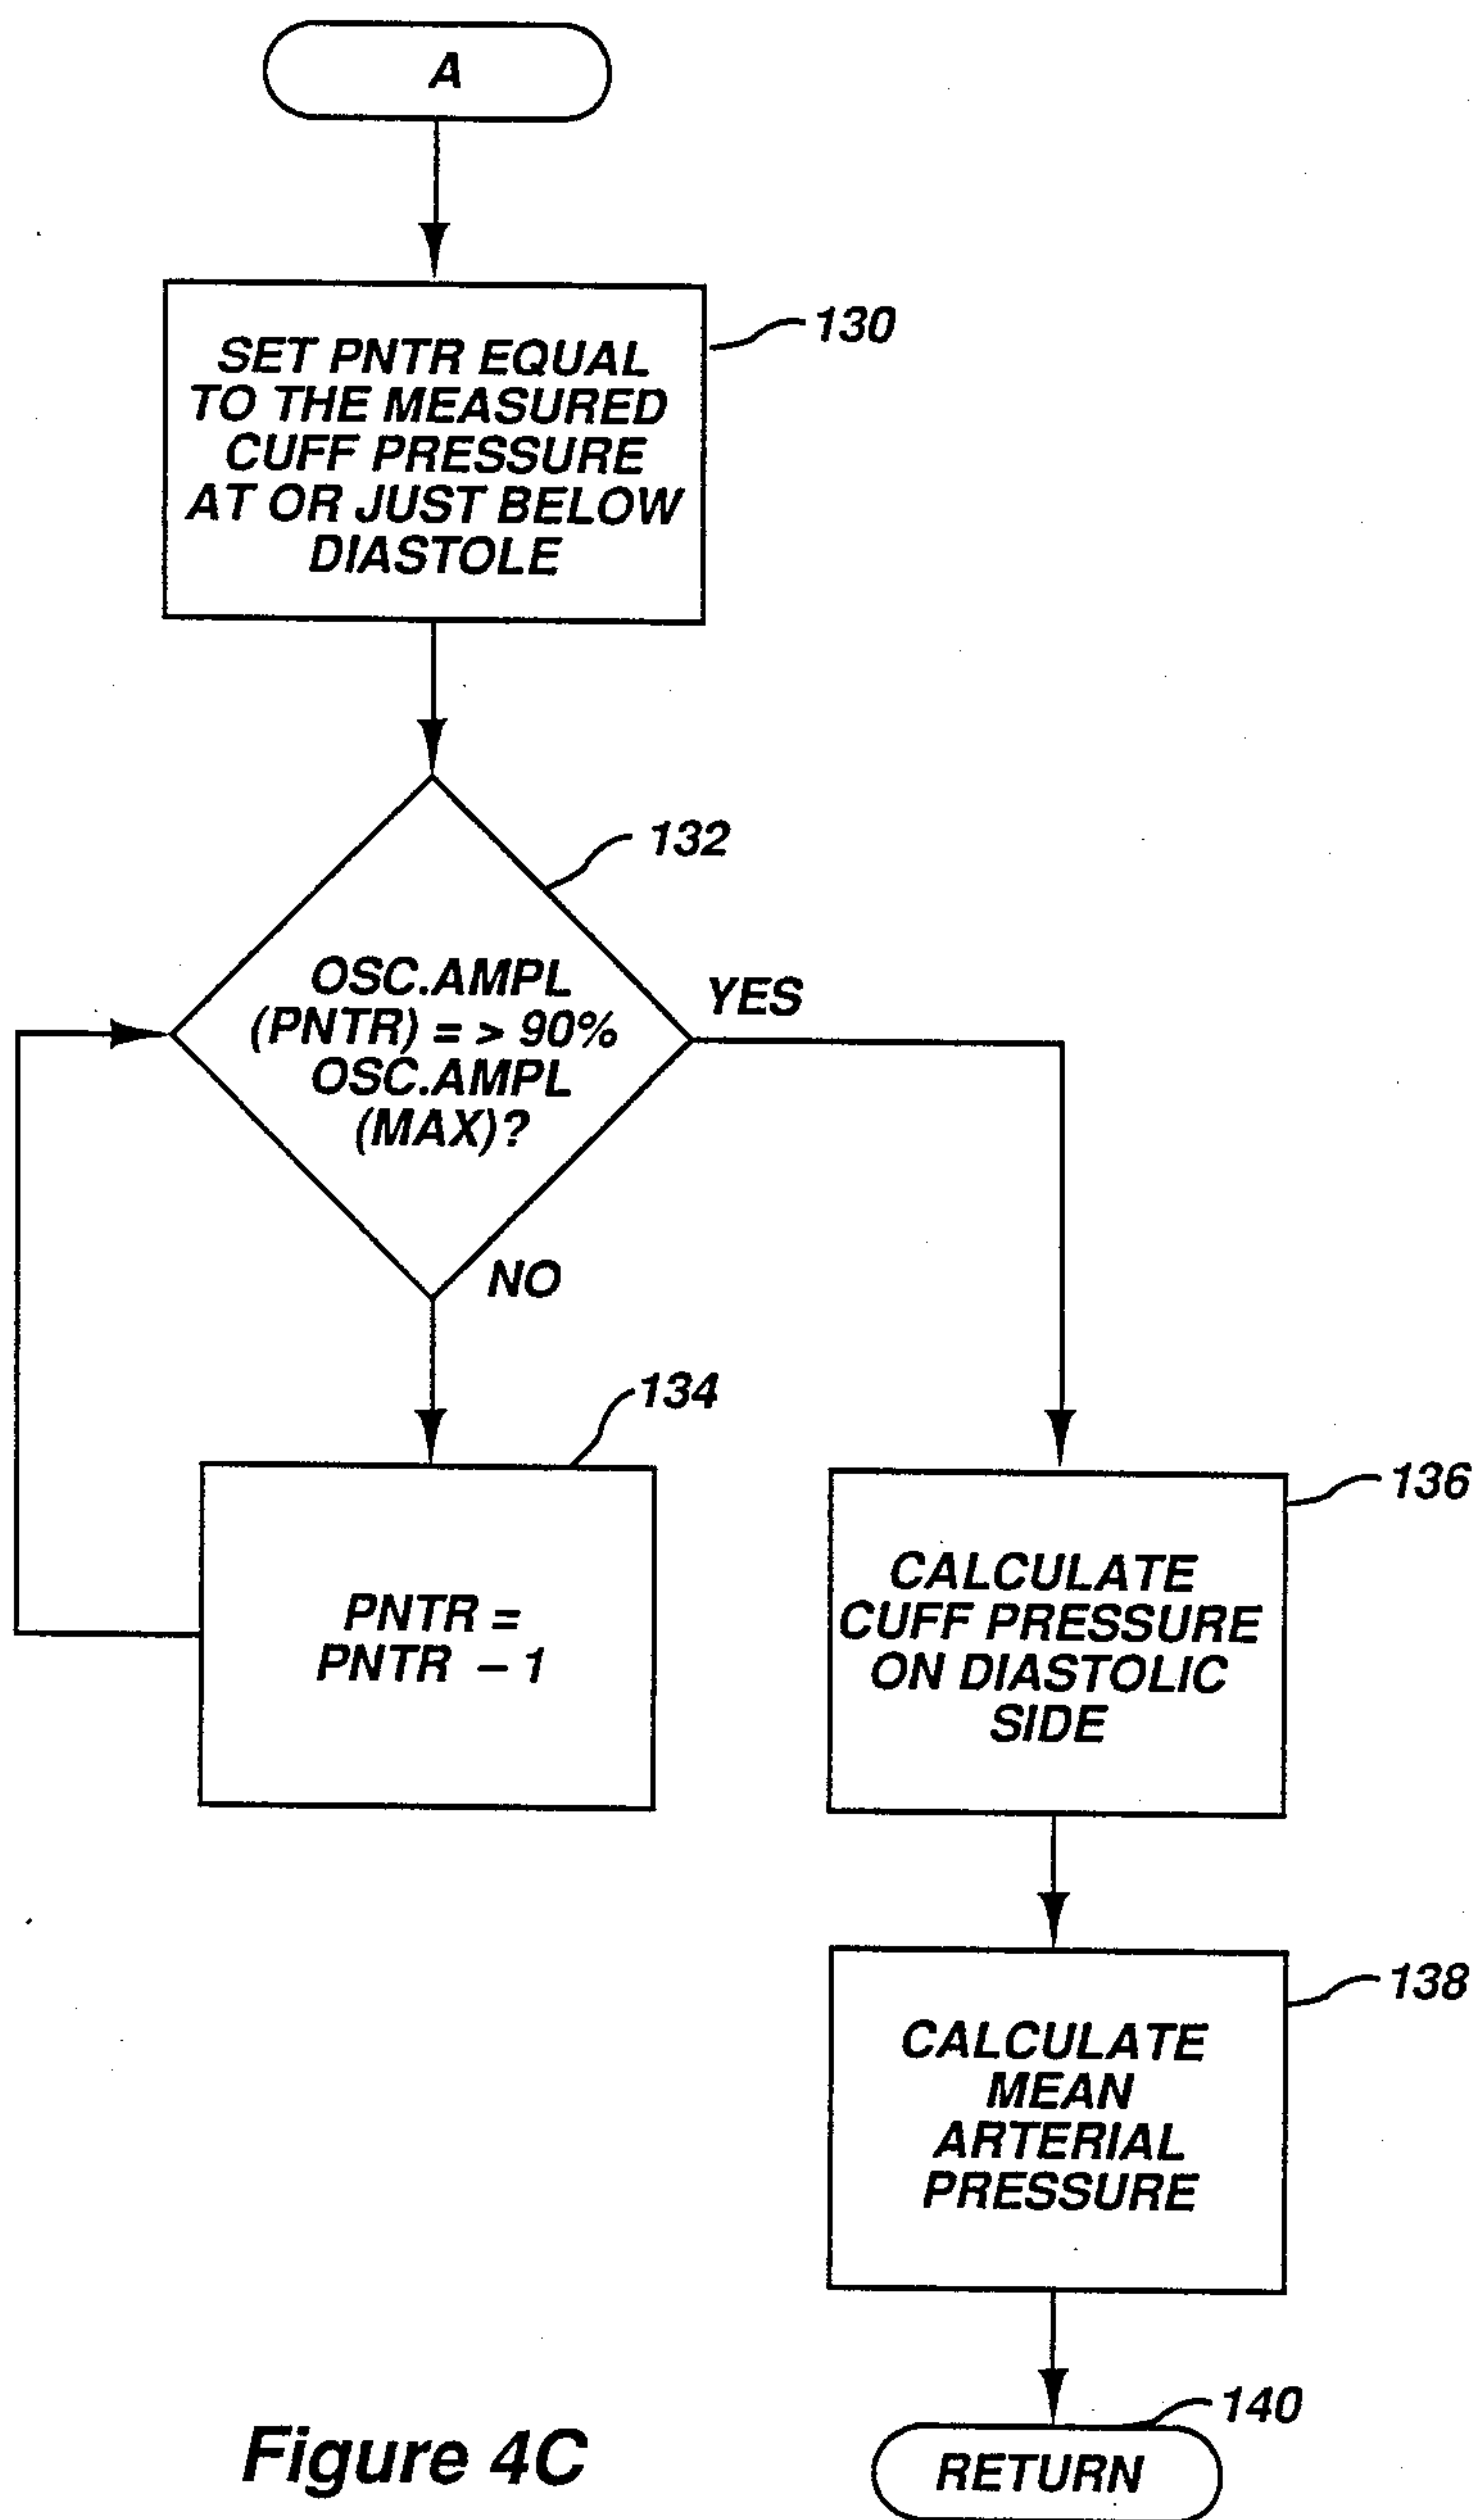 A
SET PNTR EQUAL
TO THE MEASURED
CUFF PRESSURE
AT OR JUST BELOW
DIASTOLE
130
132
OSC.AMPL
(PNTR) = > 90%
OSC.AMPL
(MAX)?
YES
NO
134
PNTR =
PNTR – 1
136
CALCULATE
CUFF PRESSURE
ON DIASTOLIC
SIDE
138
CALCULATE
MEAN
ARTERIAL
PRESSURE
140
RETURN
Figure 4C